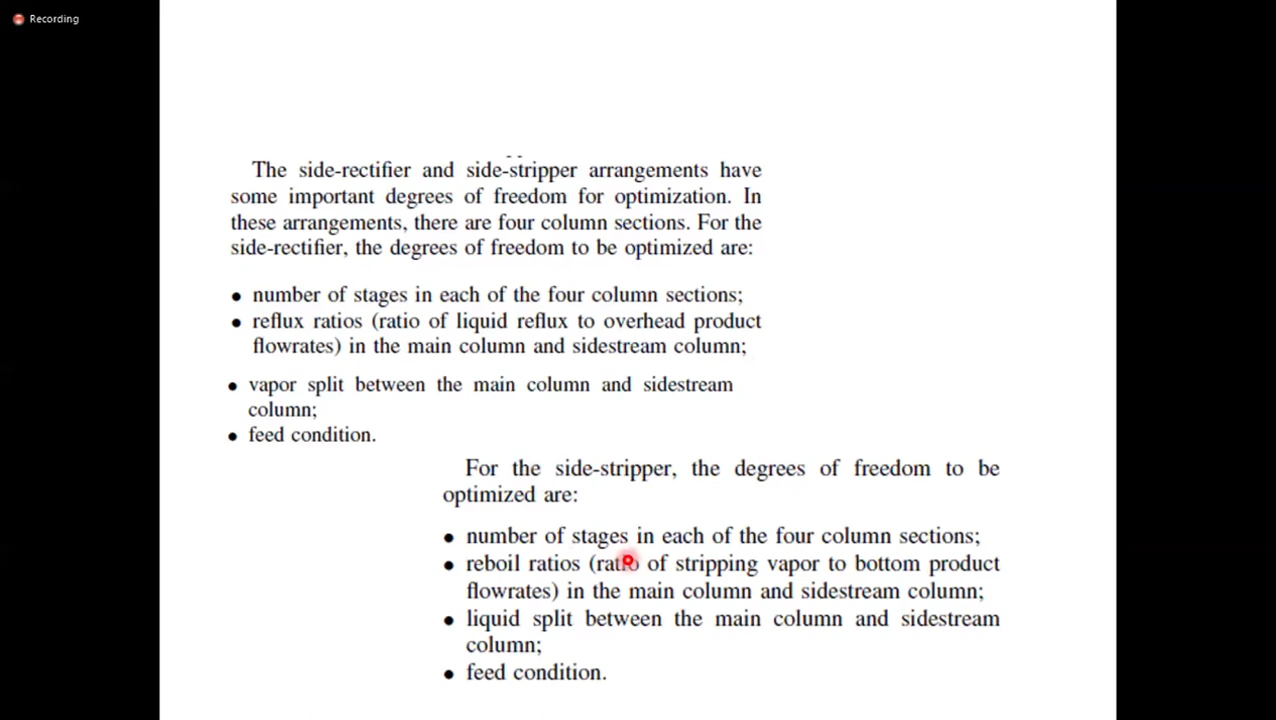 Recording
The side-rectifier and side-stripper arrangements have
some important degrees of freedom for optimization. In
these arrangements, there are four column sections. For the
side-rectifier, the degrees of freedom to be optimized are:
• number of stages in each of the four column sections;
• reflux ratios (ratio of liquid reflux to overhead product
flowrates) in the main column and sidestream column;
• vapor split between the main column and sidestream
column;
• feed condition.
For the side-stripper, the degrees of freedom to be
optimized are:
• number of stages in each of the four column sections;
• reboil ratios (ratio of stripping vapor to bottom product
flowrates) in the main column and sidestream column;
• liquid split between the main column and sidestream
column;
• feed condition.